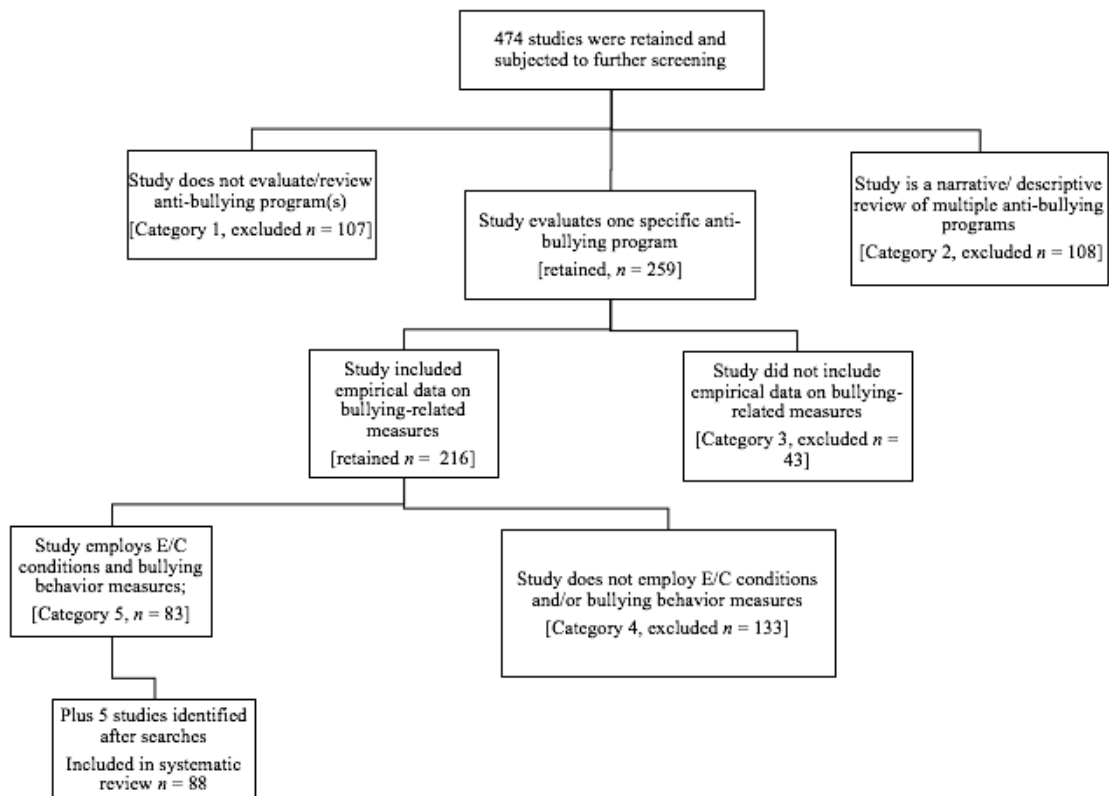 474 studies were retained and
subjected to further screening
Study does not evaluate/review
anti-bullying program(s)
[Category 1, excluded n = 107]
Study evaluates one specific anti-
bullying program
[retained, n = 259]
Study is a narrative/ descriptive
review of multiple anti-bullying
programs
[Category 2, excluded n = 108]
Study included
empirical data on
bullying-related
measures
[retained n =  216]
Study did not include
empirical data on bullying-
related measures
[Category 3, excluded n =
43]
Study employs E/C
conditions and bullying
behavior measures;
[Category 5, n = 83]
Study does not employ E/C conditions
and/or bullying behavior measures
[Category 4, excluded n = 133]
Plus 5 studies identified
after searches
Included in systematic
review n = 88